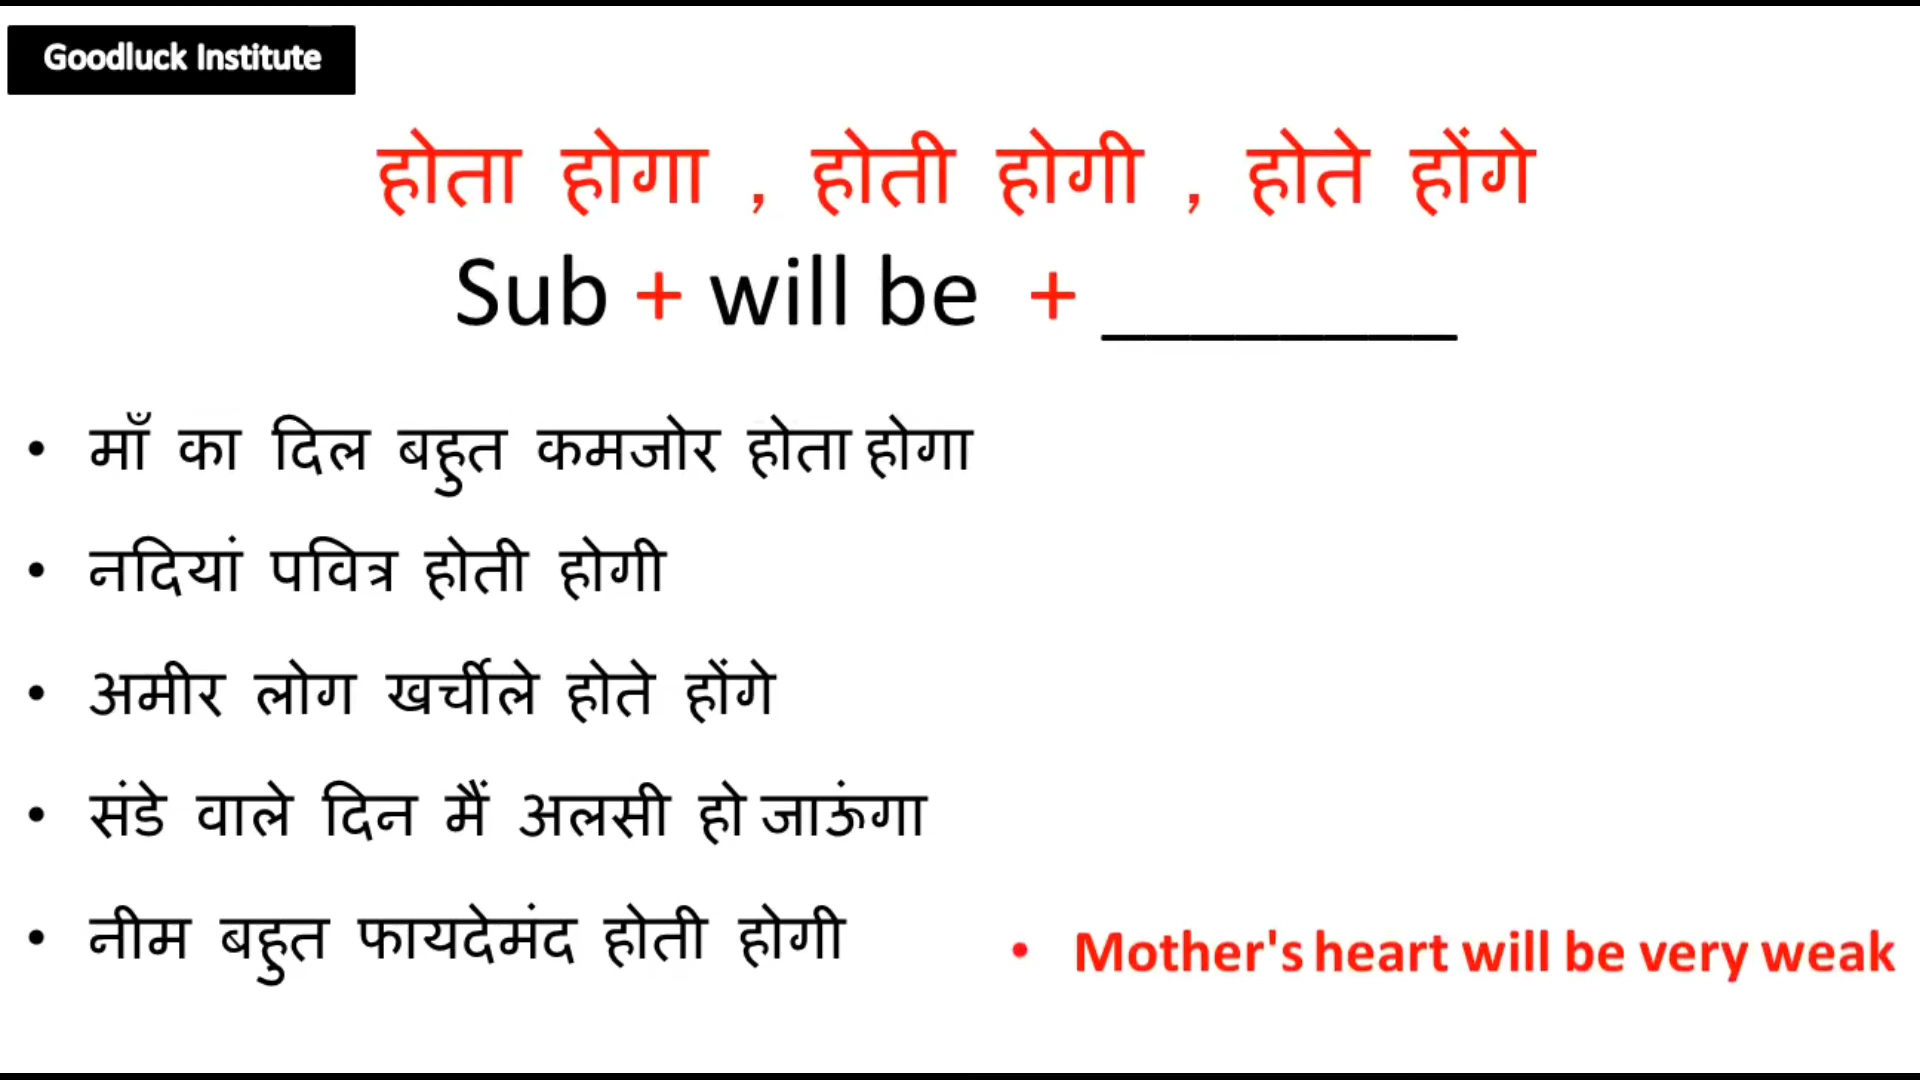 Goodluck Institute
होता होगा , होती होगी , होते होंगे
Sub + will be + ________
• माँ का दिल बहुत कमजोर होता होगा
• नदियां पवित्र होती होगी
• अमीर लोग खर्चीले होते होंगे
• संडे वाले दिन मैं अलसी हो जाऊंगा
• नीम बहुत फायदेमंद होती होगी
• Mother's heart will be very weak